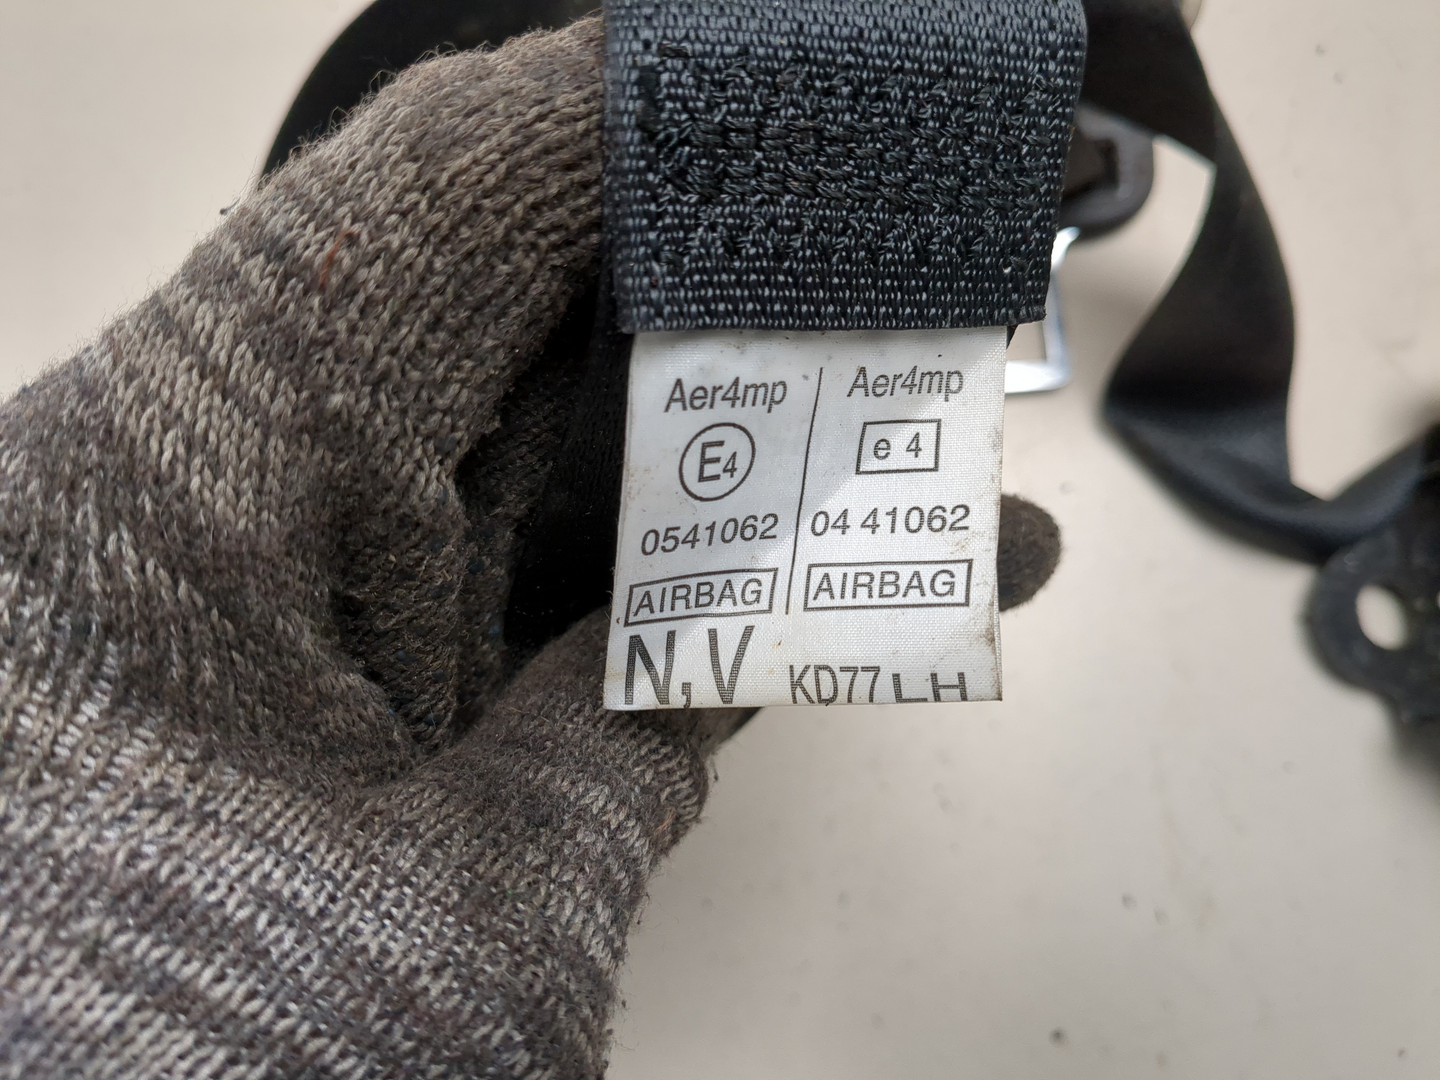 Aer4mp
E4
0541062
AIRBAG
Aer4mp
e 4
04 41062
AIRBAG
N,V KD77 LH